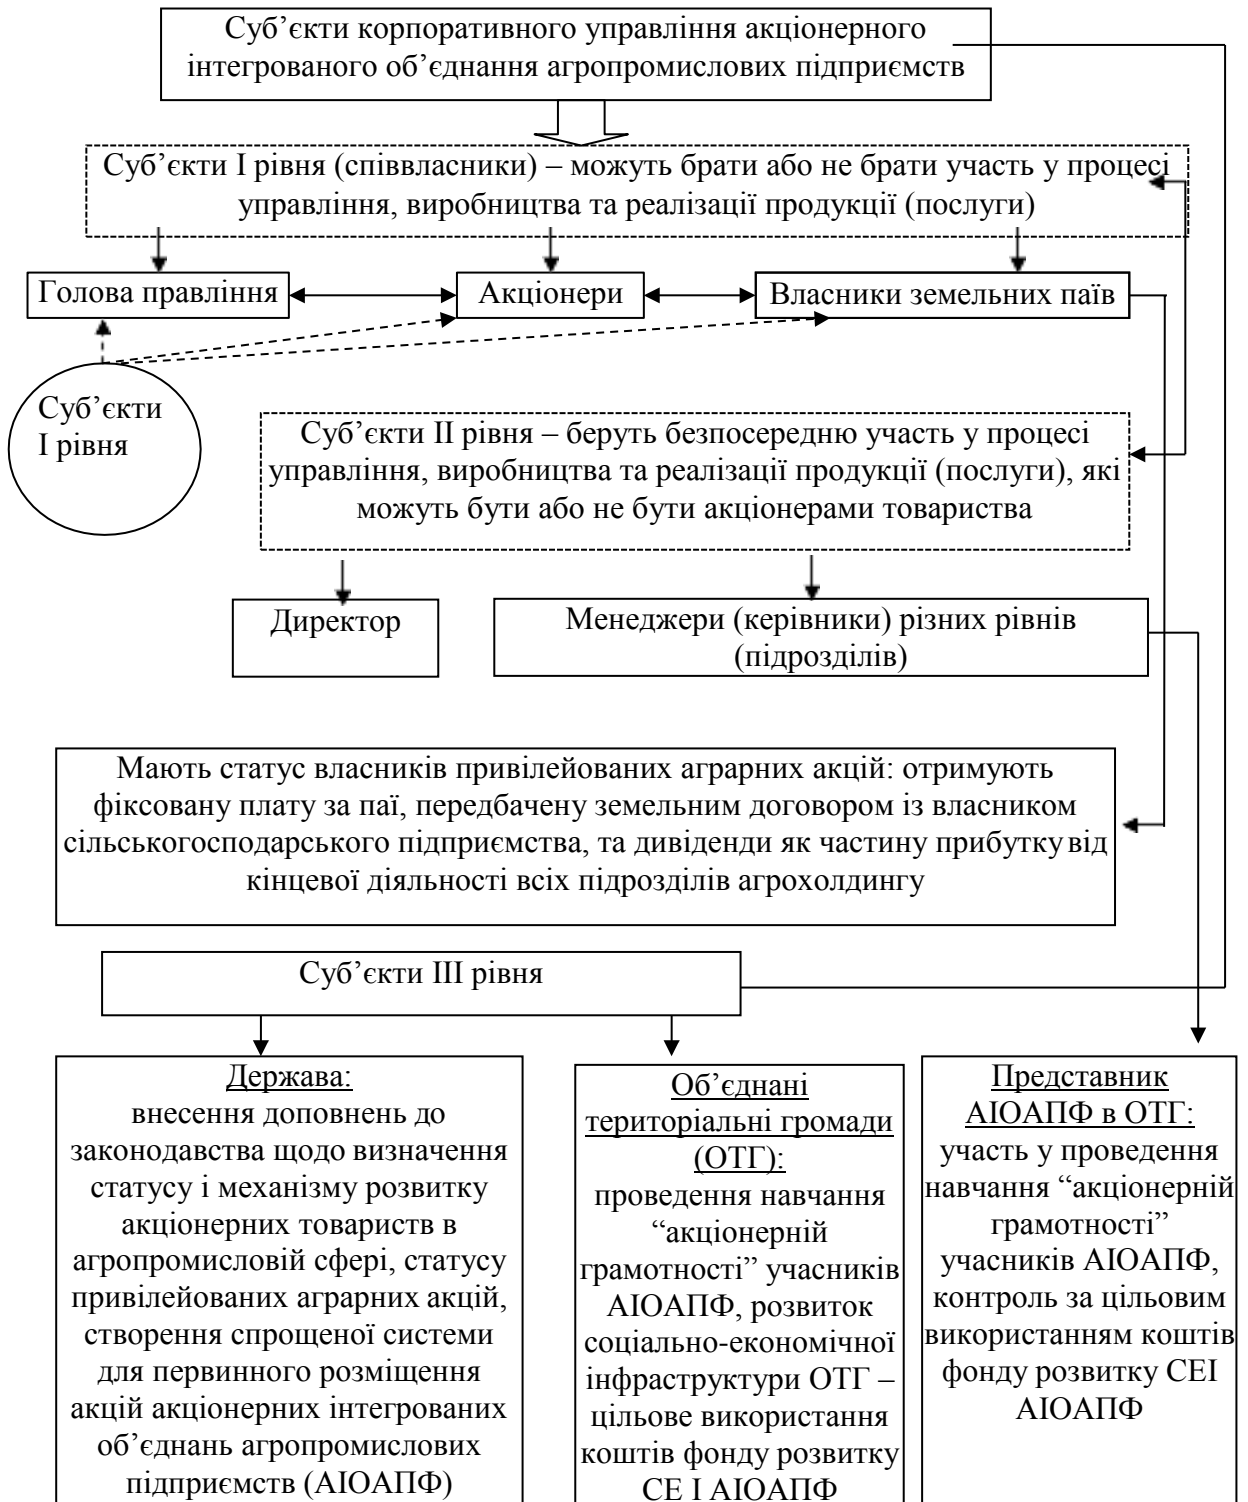 Суб’єкти корпоративного управління акціонерного
інтегрованого об’єднання агропромислових підприємств
Суб’єкти І рівня (співвласники) – можуть брати або не брати участь у процесі
управління, виробництва та реалізації продукції (послуги)
Голова правління
Акціонери
Власники земельних паїв
Суб’єкти
І рівня
Суб’єкти ІІ рівня – беруть безпосередню участь у процесі
управління, виробництва та реалізації продукції (послуги), які
можуть бути або не бути акціонерами товариства
Директор
Менеджери (керівники) різних рівнів
(підрозділів)
Мають статус власників привілейованих аграрних акцій: отримують
фіксовану плату за паї, передбачену земельним договором із власником
сільськогосподарського підприємства, та дивіденди як частину прибутку від
кінцевої діяльності всіх підрозділів агрохолдингу
Суб’єкти ІІІ рівня
Держава:
внесення доповнень до
законодавства щодо визначення
статусу і механізму розвитку
акціонерних товариств в
агропромисловій сфері, статусу
привілейованих аграрних акцій,
створення спрощеної системи
для первинного розміщення
акцій акціонерних інтегрованих
об’єднань агропромислових
підприємств (АІОАПФ)
Об’єднані
територіальні громади
(ОТГ):
проведення навчання
“акціонерній
грамотності” учасників
АІОАПФ, розвиток
соціально-економічної
інфраструктури ОТГ –
цільове використання
коштів фонду розвитку
СЕ І АІОАПФ
Представник
АІОАПФ в ОТГ:
участь у проведення
навчання “акціонерній
грамотності”
учасників АІОАПФ,
контроль за цільовим
використанням коштів
фонду розвитку СЕІ
АІОАПФ